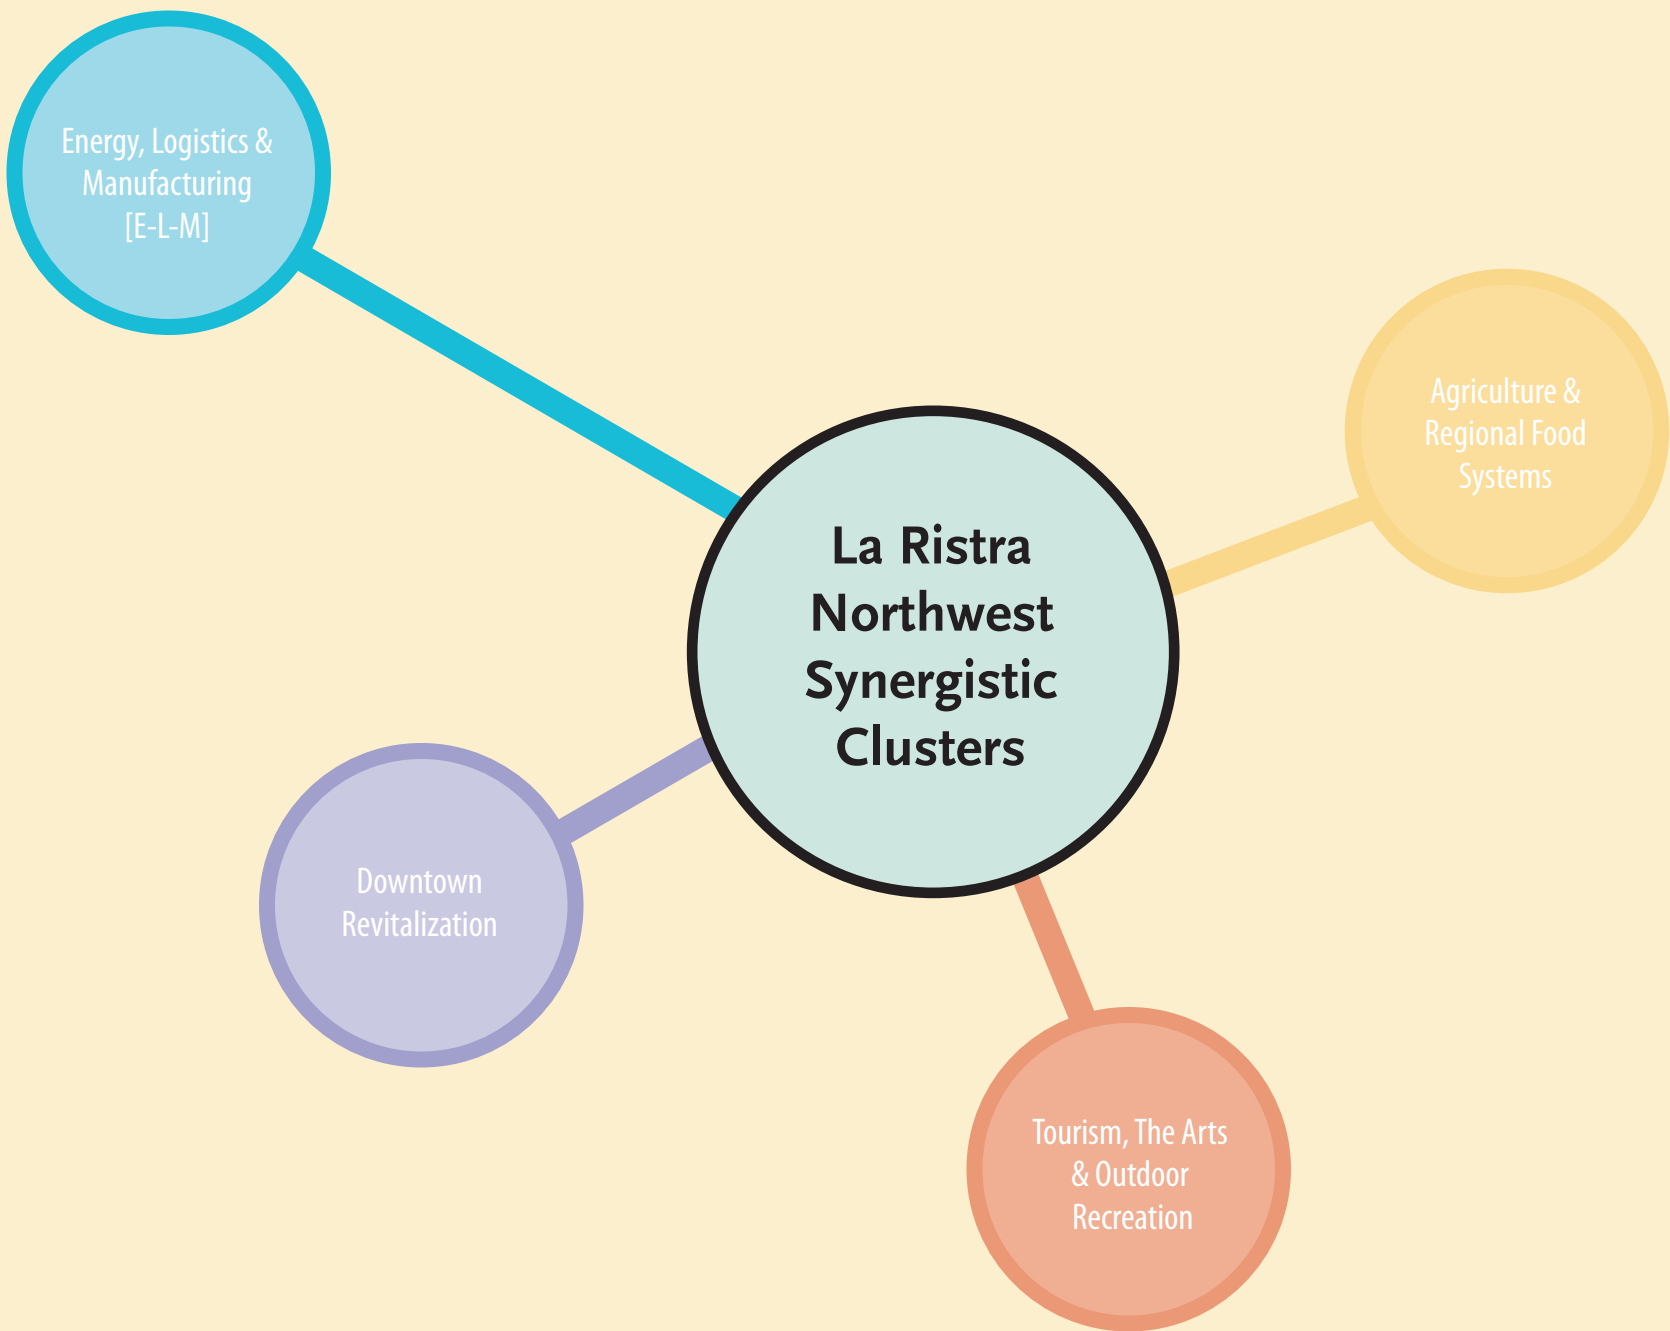 Energy, Logistics &
Manufacturing
[E-L-M]
Agriculture &
Regional Food
Systems
La Ristra
Northwest
Synergistic
Clusters
Downtown
Revitalization
Tourism, The Arts
& Outdoor
Recreation